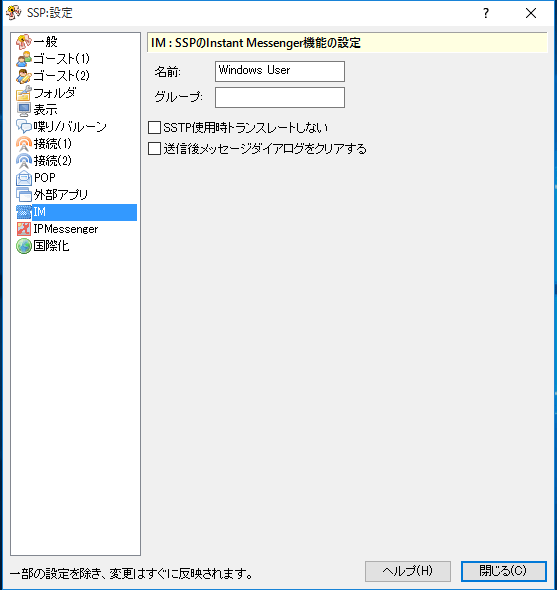 SSP:設定
一般
ゴースト(1)
ゴースト(2)
フォルダ
表示
喋り/バルーン
接続(1)
接続(2)
POP
外部アプリ
IM
IPMessenger
国際化
IM : SSPのInstant Messenger機能の設定
名前: Windows User
グループ:
SSTP使用時トランスレートしない
送信後メッセージダイアログをクリアする
一部の設定を除き、変更はすぐに反映されます。
ヘルプ(H) 閉じる(C)